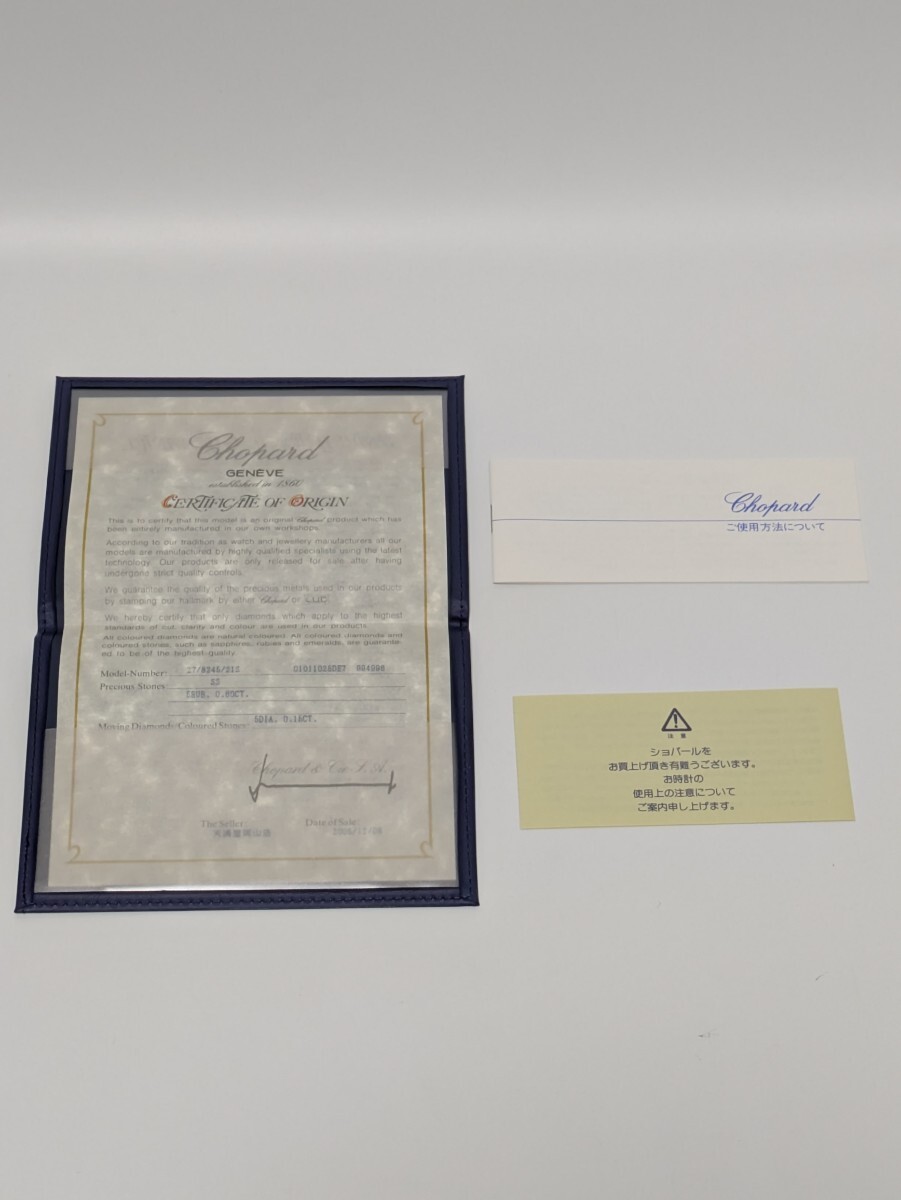 Chopard
GENÈVE
established in 1860
CERTIFICATE OF ORIGIN
This is to certify that this model is an original Chopard product which has
been entirely manufactured in our own workshops.
According to our tradition as watch and jewellery manufacturers all our
models are manufactured by highly qualified specialists using the latest
technology. Our products are only released for sale after having
undergone strict quality controls.
We guarantee the quality of the precious metals used in our products
by stamping our hallmark by either Chopard or LUC.
We hereby certify that only diamonds which apply to the highest
standards of cut, clarity and colour are used in our products.
All coloured diamonds are natural coloured. All coloured diamonds and
coloured stones, such as sapphires, rubies and emeralds, are guarante-
ed to be of the highest quality.
Model-Number: 27/8245/21
Precious Stones:
Moving Diamonds/Coloured Stones: 5DIA.
Chopard & Cie S.A.
The Seller: Date of Sale:
Chopard
ご使用方法について
注意
ショパールを
お買上げ頂き有難うございます。
お時計の
使用上の注意について
ご案内申し上げます。